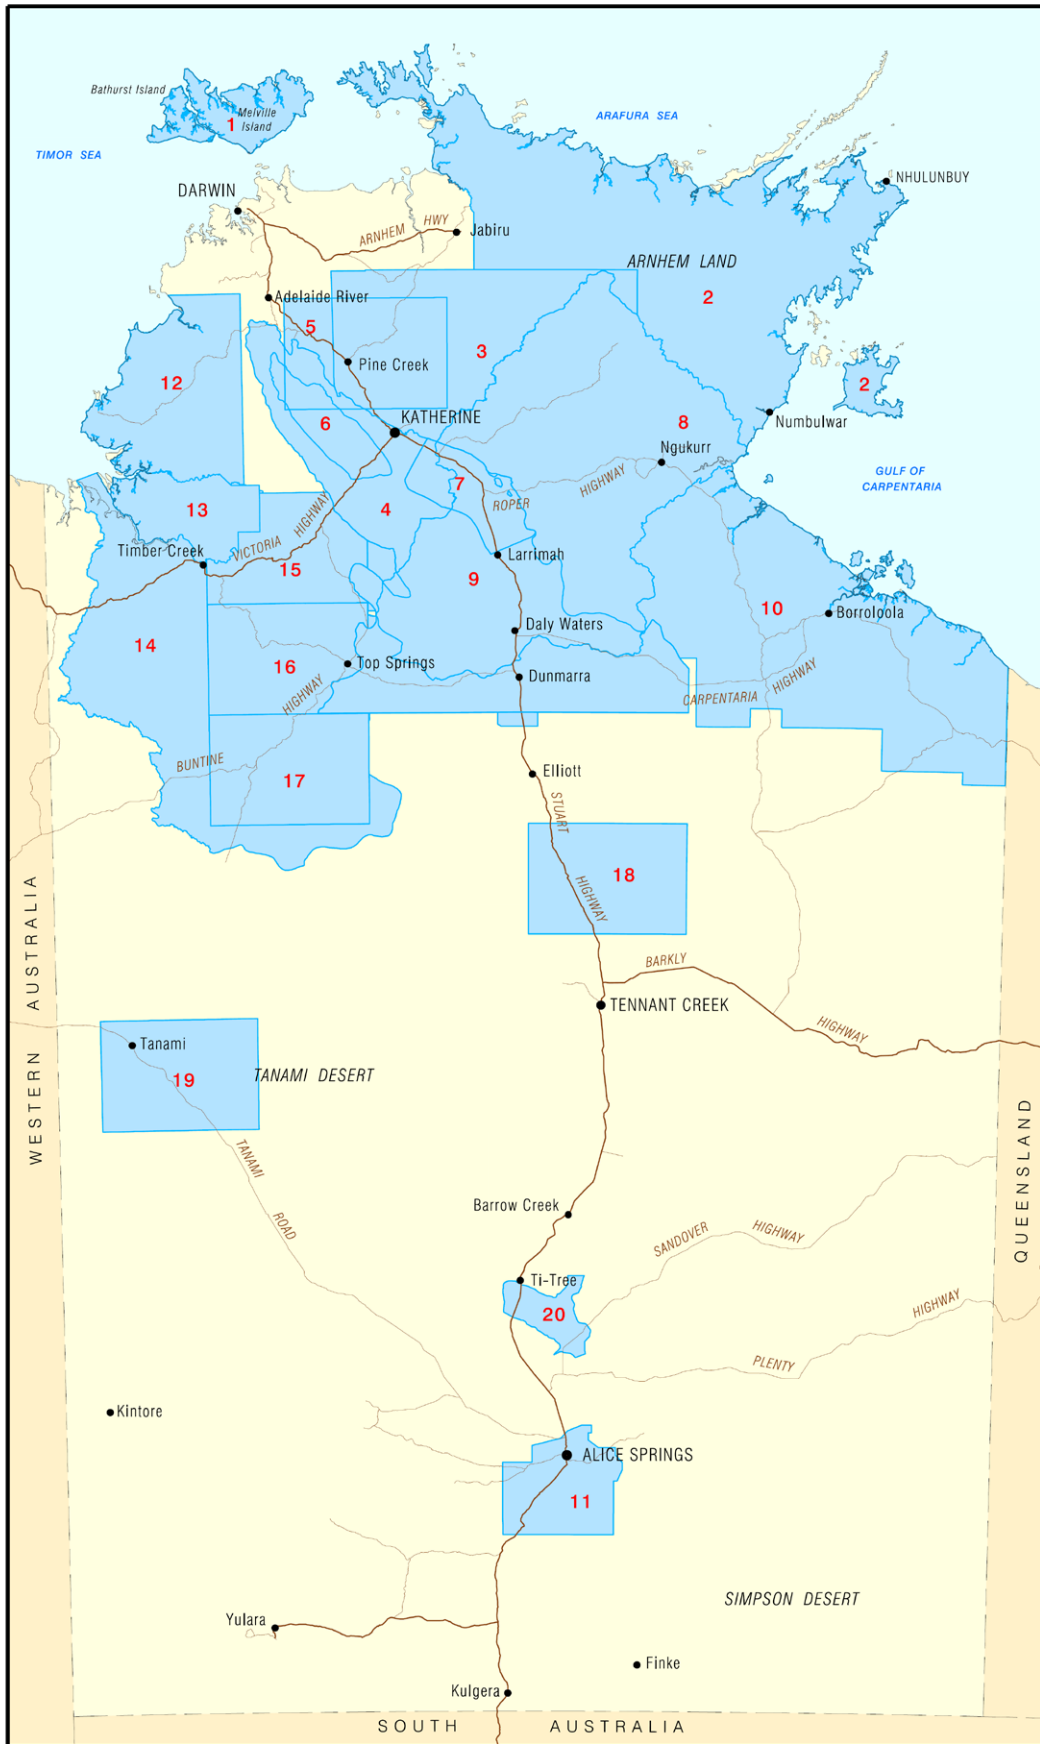 Bathurst Island
Melville
Island
1
ARAFURA SEA
TIMOR SEA
NHULUNBUY
DARWIN
ARNHEM HWY
Jabiru
ARNHEM LAND
2
Adelaide River
5
3
Pine Creek
12
2
KATHERINE
6
8
Numbulwar
Ngukurr
GULF OF
CARPENTARIA
7
HIGHWAY
ROPER
4
13
VICTORIA HIGHWAY
Timber Creek
Larrimah
15
9
10
Borroloola
Daly Waters
14
16
Top Springs
Dunmarra
CARPENTARIA HIGHWAY
BUNTINE HIGHWAY
17
Elliott
STUART HIGHWAY
18
BARKLY HIGHWAY
TENNANT CREEK
Tanami
19
TANAMI DESERT
TANAMI ROAD
WESTERN AUSTRALIA
QUEENSLAND
Barrow Creek
SANDOVER HIGHWAY
Ti-Tree
20
PLENTY HIGHWAY
Kintore
ALICE SPRINGS
11
SIMPSON DESERT
Yulara
Finke
Kulgera
SOUTH AUSTRALIA